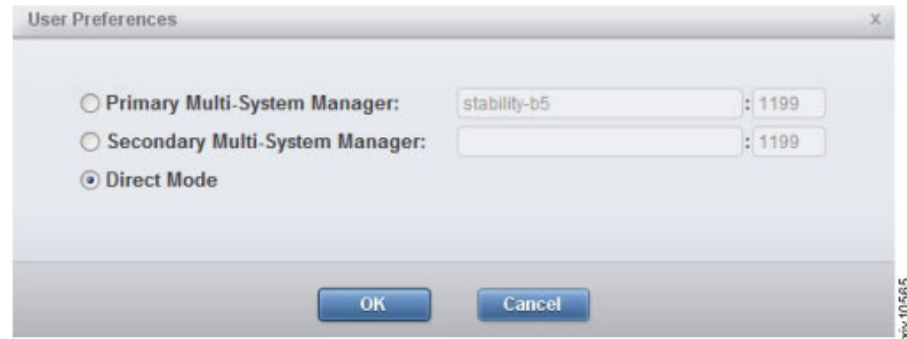 User Preferences x
Primary Multi-System Manager: stability-b5 : 1199
Secondary Multi-System Manager: : 1199
Direct Mode
OK Cancel
xiv10565